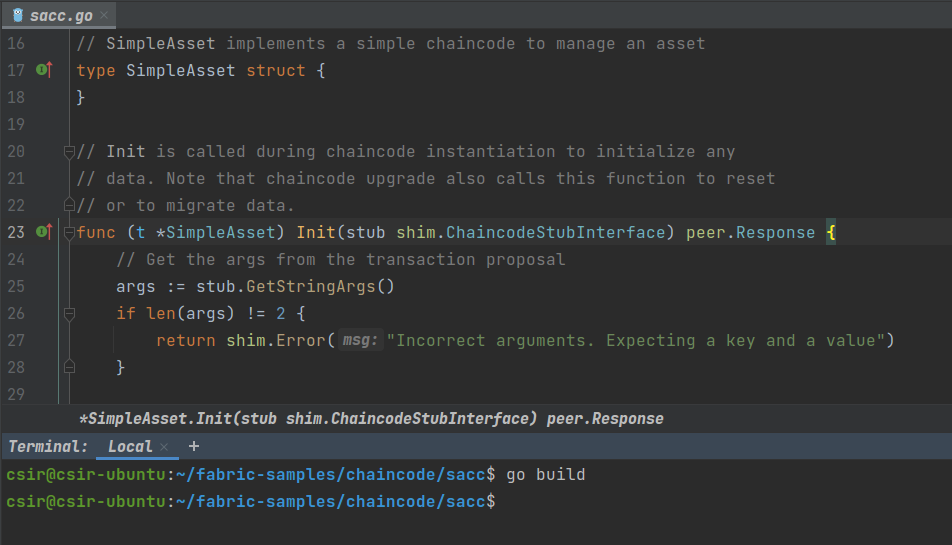 sacc.go
16 // SimpleAsset implements a simple chaincode to manage an asset
17 type SimpleAsset struct {
18 }
19
20 // Init is called during chaincode instantiation to initialize any
21 // data. Note that chaincode upgrade also calls this function to reset
22 // or to migrate data.
23 func (t *SimpleAsset) Init(stub shim.ChaincodeStubInterface) peer.Response {
24     // Get the args from the transaction proposal
25     args := stub.GetStringArgs()
26     if len(args) != 2 {
27         return shim.Error( msg: "Incorrect arguments. Expecting a key and a value")
28     }
29
*SimpleAsset.Init(stub shim.ChaincodeStubInterface) peer.Response
Terminal: Local × +
csir@csir-ubuntu:~/fabric-samples/chaincode/sacc$ go build
csir@csir-ubuntu:~/fabric-samples/chaincode/sacc$